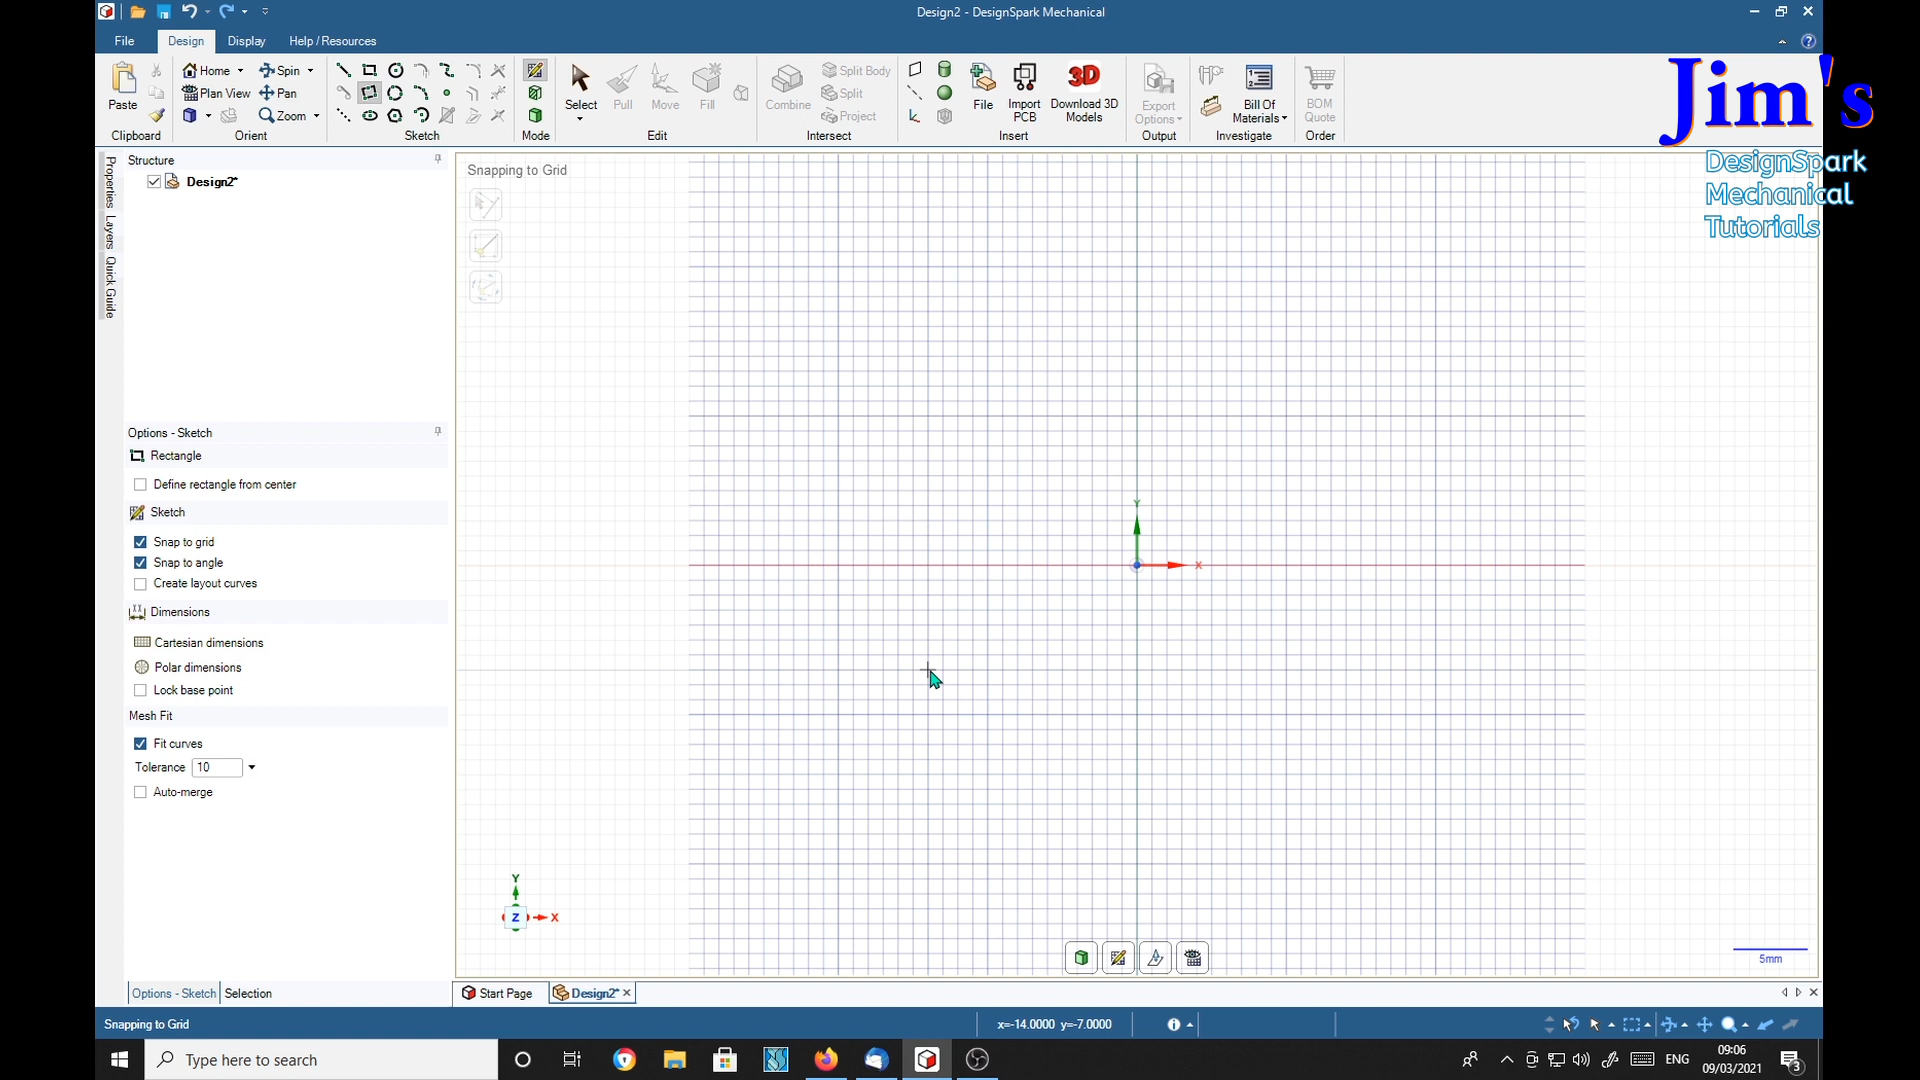 Design2 - DesignSpark Mechanical
File Design Display Help / Resources
Home Spin
Plan View Pan
Zoom
Paste
Select Pull Move Fill
Combine
Split Body
Split
Project
File
Import PCB
Download 3D Models
Export Options
Bill Of Materials
BOM Quote
Clipboard Orient Sketch Mode Edit Intersect Insert Output Investigate Order
Jim's
DesignSpark
Mechanical
Tutorials
Properties
Layers
Quick Guide
Structure
Design2*
Options - Sketch
Rectangle
Define rectangle from center
Sketch
Snap to grid
Snap to angle
Create layout curves
Dimensions
Cartesian dimensions
Polar dimensions
Lock base point
Mesh Fit
Fit curves
Tolerance 10
Auto-merge
Options - Sketch Selection
Snapping to Grid
Y
X
Y
Z X
5mm
Start Page Design2*
Snapping to Grid
x=-14.0000 y=-7.0000
Type here to search
ENG
09:06
09/03/2021
3